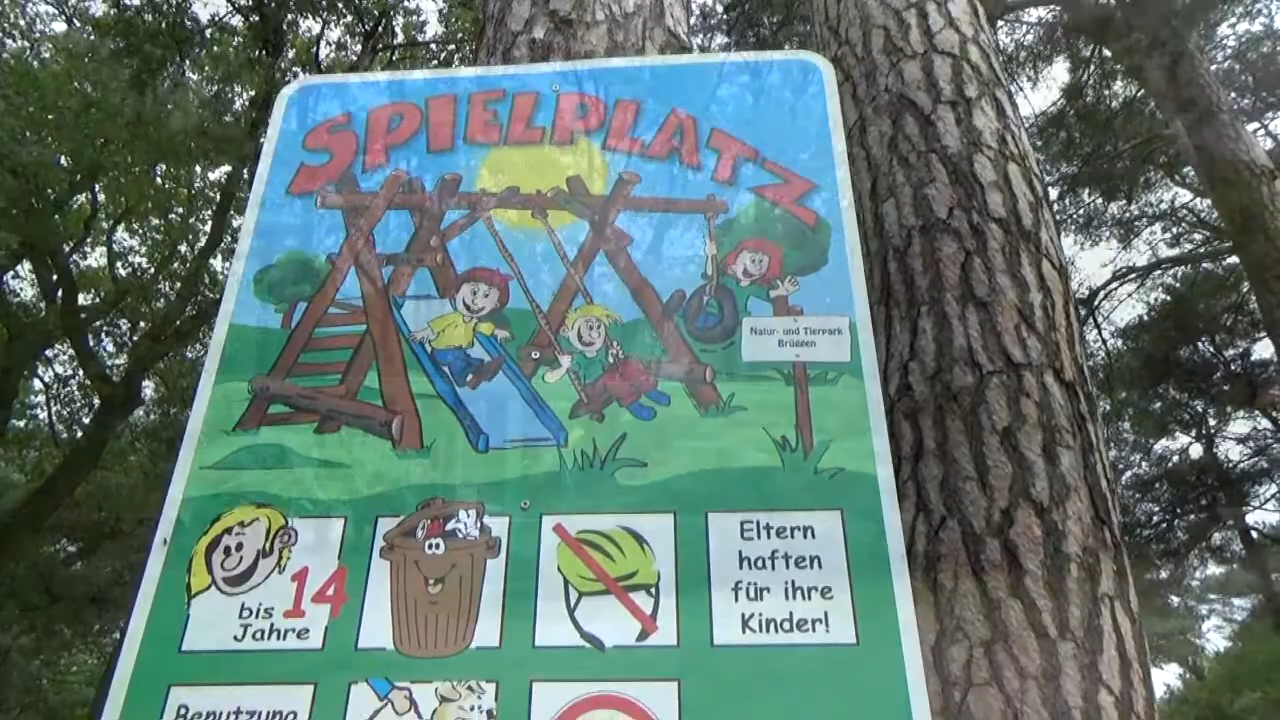 SPIELPLATZ
Natur- und Tierpark
Brüggen
bis 14
Jahre
Eltern
haften
für ihre
Kinder!
Benutzung